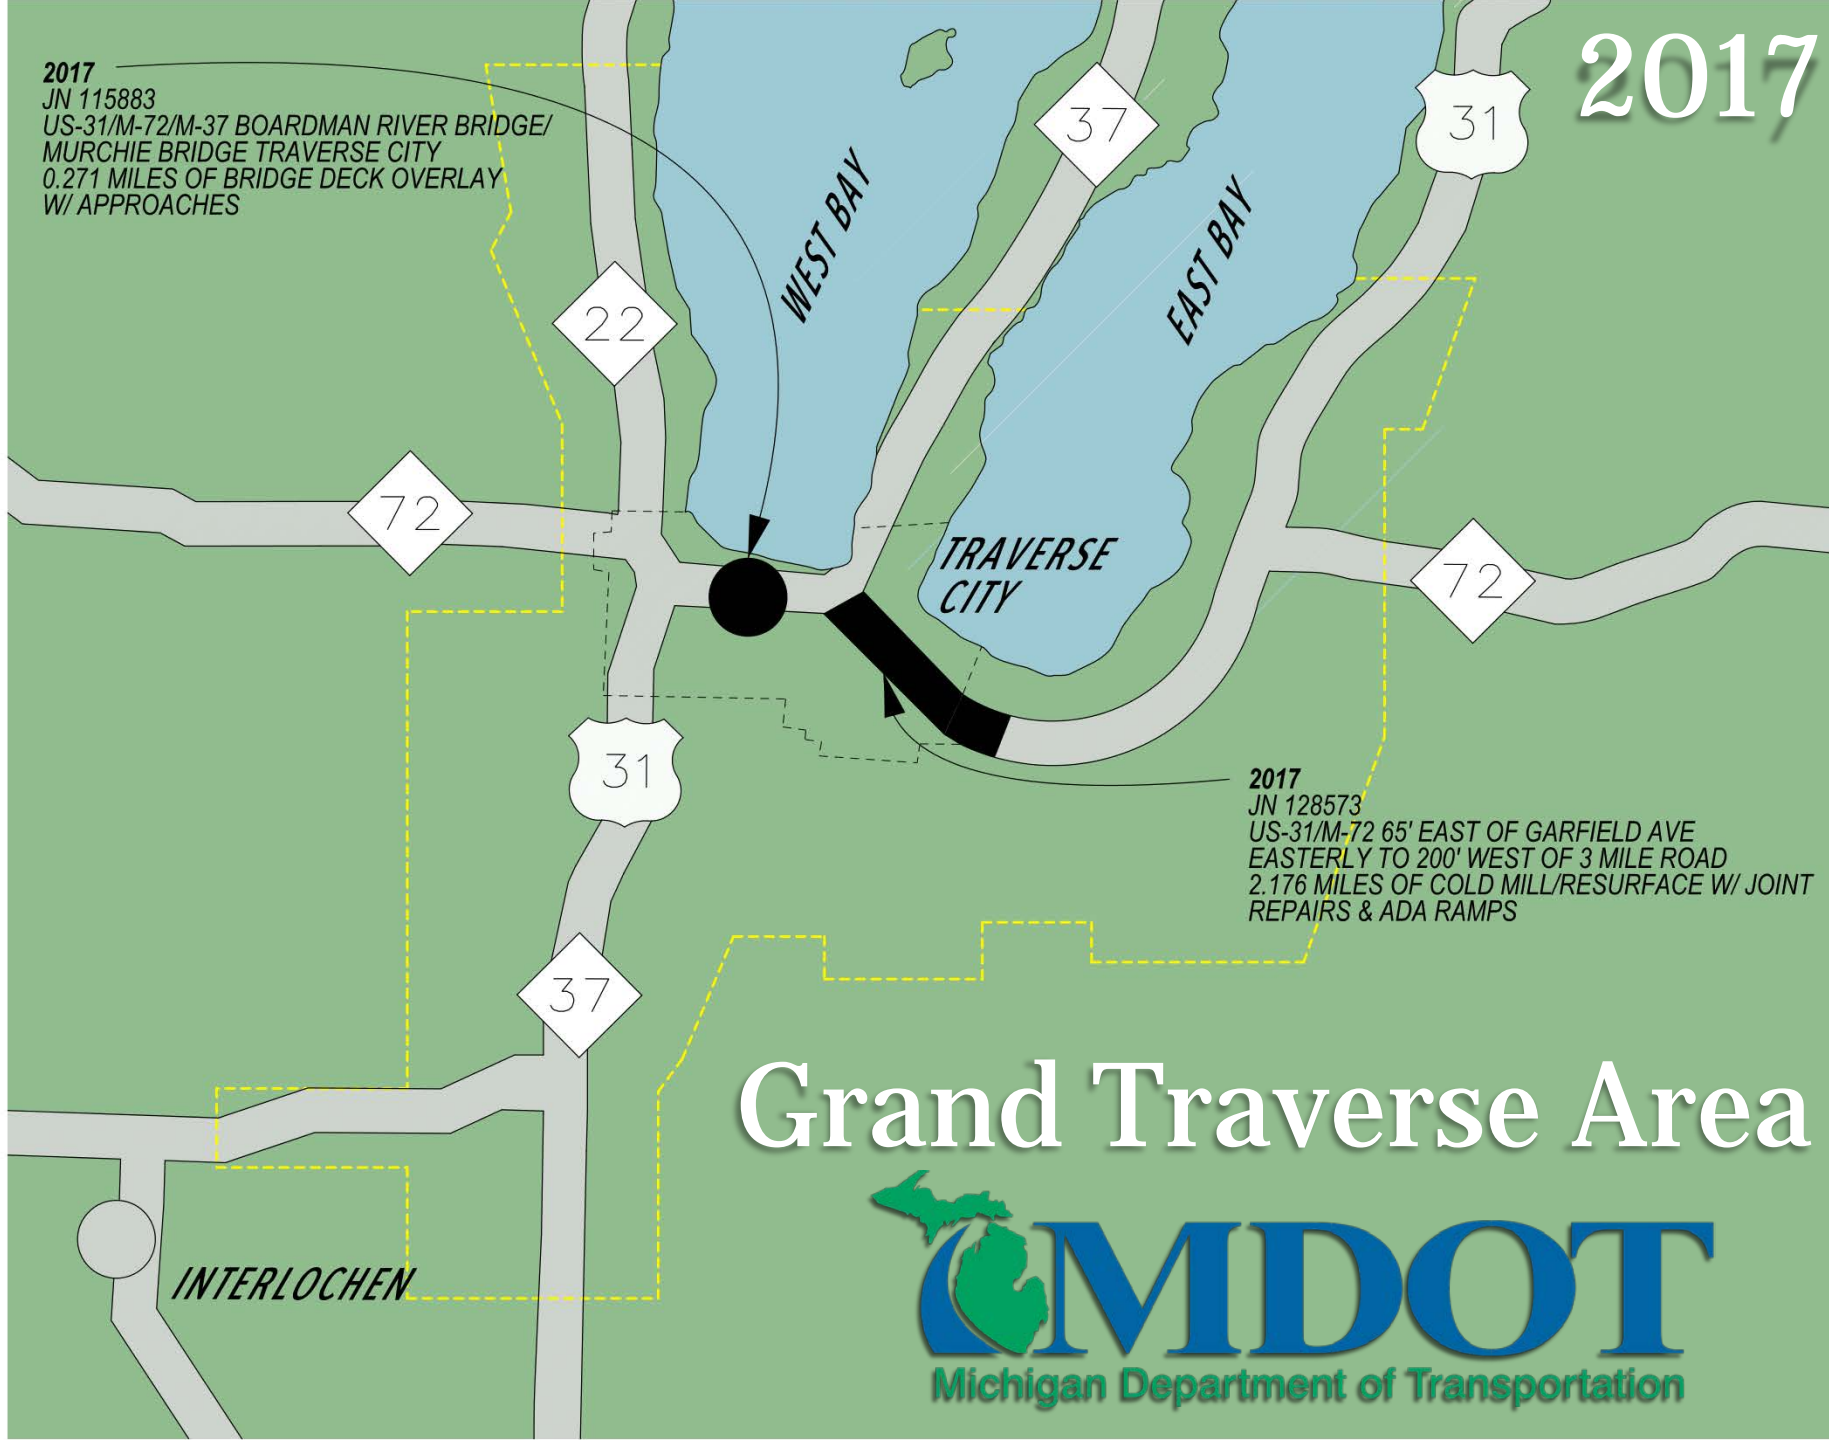 2017
2017
JN 115883
US-31/M-72/M-37 BOARDMAN RIVER BRIDGE/
MURCHIE BRIDGE TRAVERSE CITY
0.271 MILES OF BRIDGE DECK OVERLAY
W/ APPROACHES
37
31
WEST BAY
EAST BAY
22
72
TRAVERSE
CITY
72
31
2017
JN 128573
US-31/M-72 65' EAST OF GARFIELD AVE
EASTERLY TO 200' WEST OF 3 MILE ROAD
2.176 MILES OF COLD MILL/RESURFACE W/ JOINT
REPAIRS & ADA RAMPS
37
Grand Traverse Area
INTERLOCHEN
MDOT
Michigan Department of Transportation